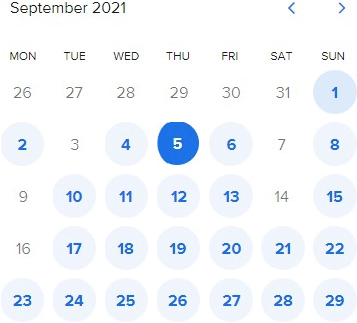 September 2021
MON TUE WED THU FRI SAT SUN
26 27 28 29 30 31 1
2 3 4 5 6 7 8
9 10 11 12 13 14 15
16 17 18 19 20 21 22
23 24 25 26 27 28 29